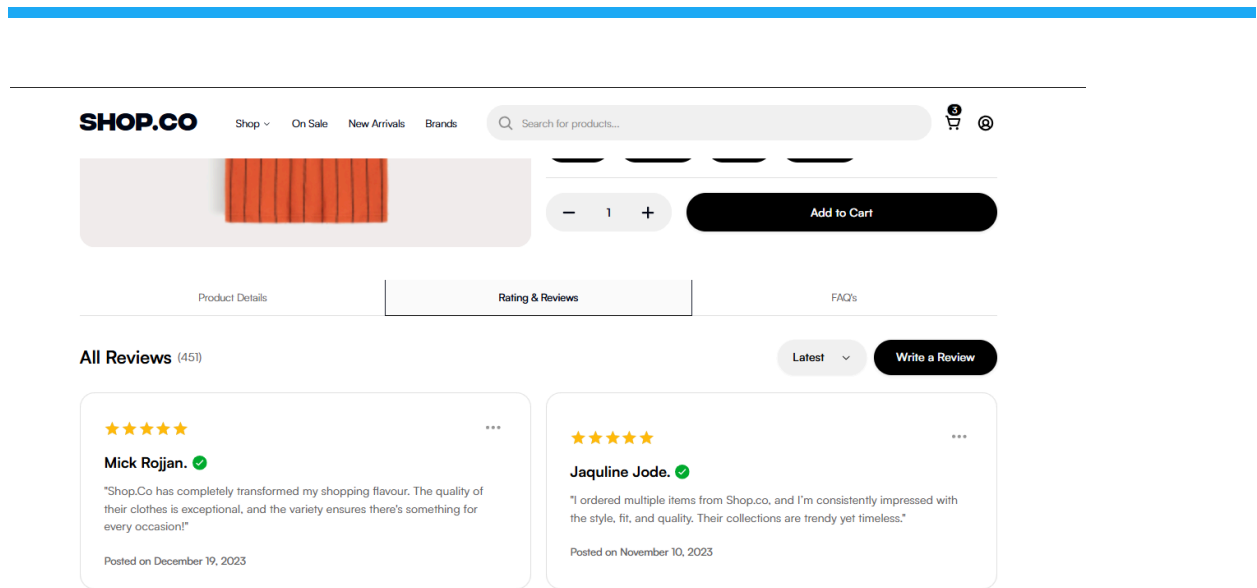 SHOP.CO
Shop
On Sale
New Arrivals
Brands
Search for products...
3
1
Add to Cart
Product Details
Rating & Reviews
FAQ's
All Reviews (451)
Latest
Write a Review
Mick Rojjan.
"Shop.Co has completely transformed my shopping flavour. The quality of
their clothes is exceptional, and the variety ensures there's something for
every occasion!"
Posted on December 19, 2023
Jaquline Jode.
"I ordered multiple items from Shop.co, and I'm consistently impressed with
the style, fit, and quality. Their collections are trendy yet timeless."
Posted on November 10, 2023